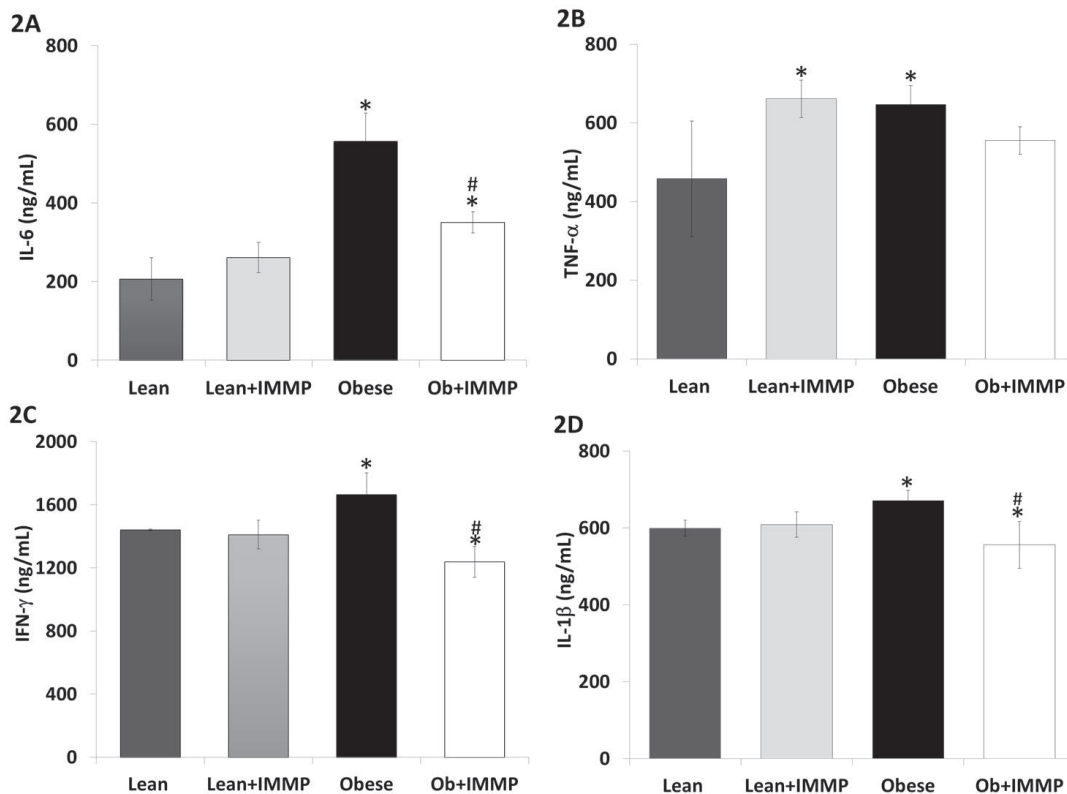 2A
800
600
400
200
0
IL-6 (ng/mL)
*
#
*
Lean Lean+IMMP Obese Ob+IMMP
2B
800
600
400
200
0
TNF-α (ng/mL)
* *
Lean Lean+IMMP Obese Ob+IMMP
2C
2000
1600
1200
800
400
0
IFN-γ (ng/mL)
*
#
*
Lean Lean+IMMP Obese Ob+IMMP
2D
800
600
400
200
0
IL-1β (ng/mL)
*
#
*
Lean Lean+IMMP Obese Ob+IMMP